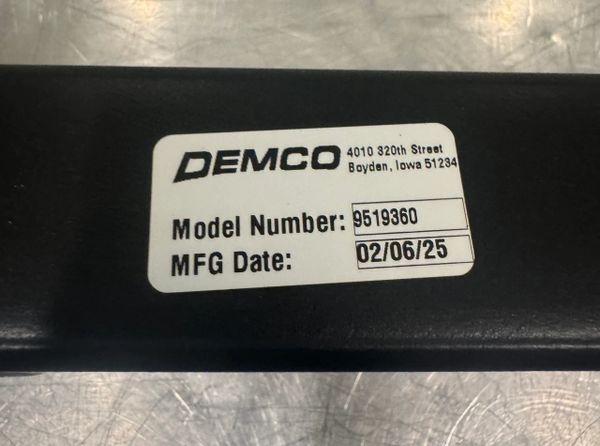 DEMCO 4010 320th Street
Boyden, Iowa 51234
Model Number: 9519360
MFG Date: 02/06/25